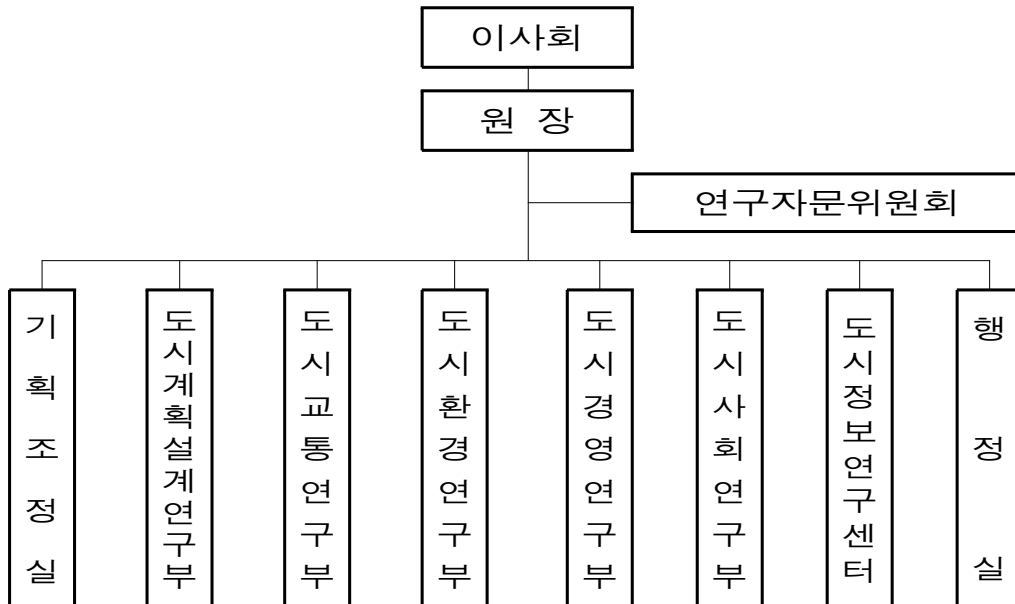 이사회
원 장
연구자문위원회
기획조정실
도시계획설계연구부
도시교통연구부
도시환경연구부
도시경영연구부
도시사회연구부
도시정보연구센터
행정실